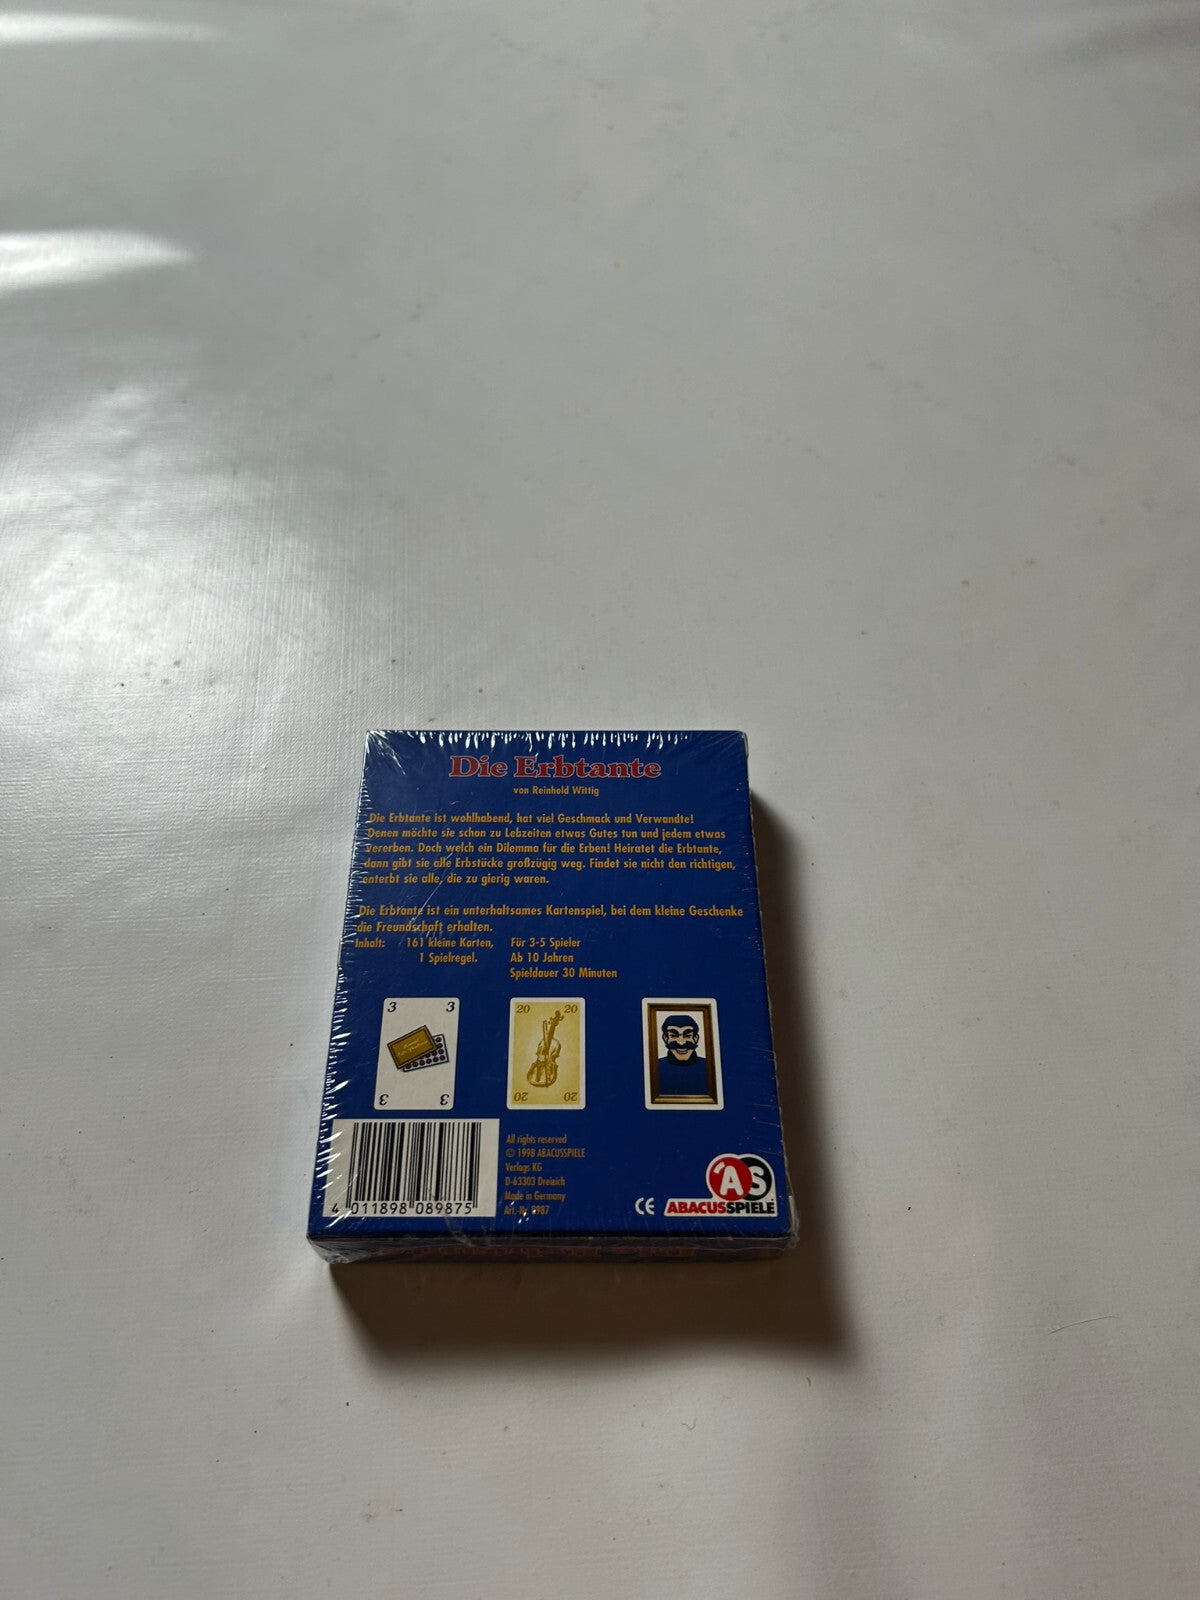 Die Erbtante
von Reinhold Wittig
Die Erbtante ist wohlhabend, hat viel Geschmack und Verwandte!
Denen möchte sie schon zu Lebzeiten etwas Gutes tun und jedem etwas
vererben. Doch welch ein Dilemma für die Erben! Heiratet die Erbtante,
dann gibt sie alle Erbstücke großzügig weg. Findet sie nicht den richtigen,
enterbt sie alle, die zu gierig waren.
Die Erbtante ist ein unterhaltsames Kartenspiel, bei dem kleine Geschenke
die Freundschaft erhalten.
Inhalt: 161 kleine Karten,
1 Spielregel.
Für 3-5 Spieler
Ab 10 Jahren
Spieldauer 30 Minuten
3 3
3 3
20 20
20 20
4 011898 089875
All rights reserved
© 1998 ABACUSSPIELE
Verlags KG
D-63303 Dreieich
Made in Germany
Art.-Nr. 8987
CE
AS
ABACUSSPIELE